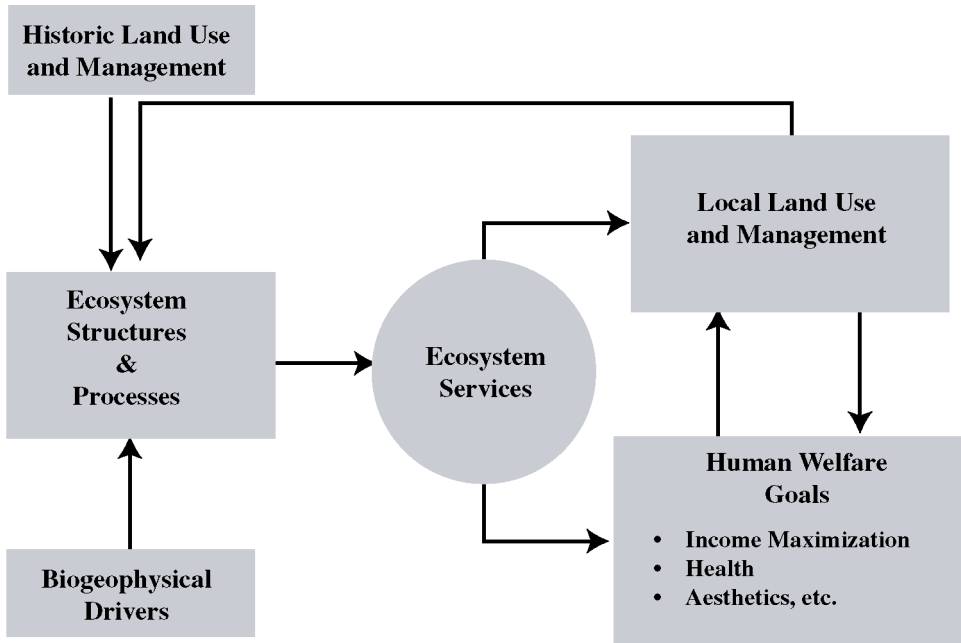 Historic Land Use
and Management
Local Land Use
and Management
Ecosystem
Structures
&
Processes
Ecosystem
Services
Human Welfare
Goals
• Income Maximization
• Health
• Aesthetics, etc.
Biogeophysical
Drivers